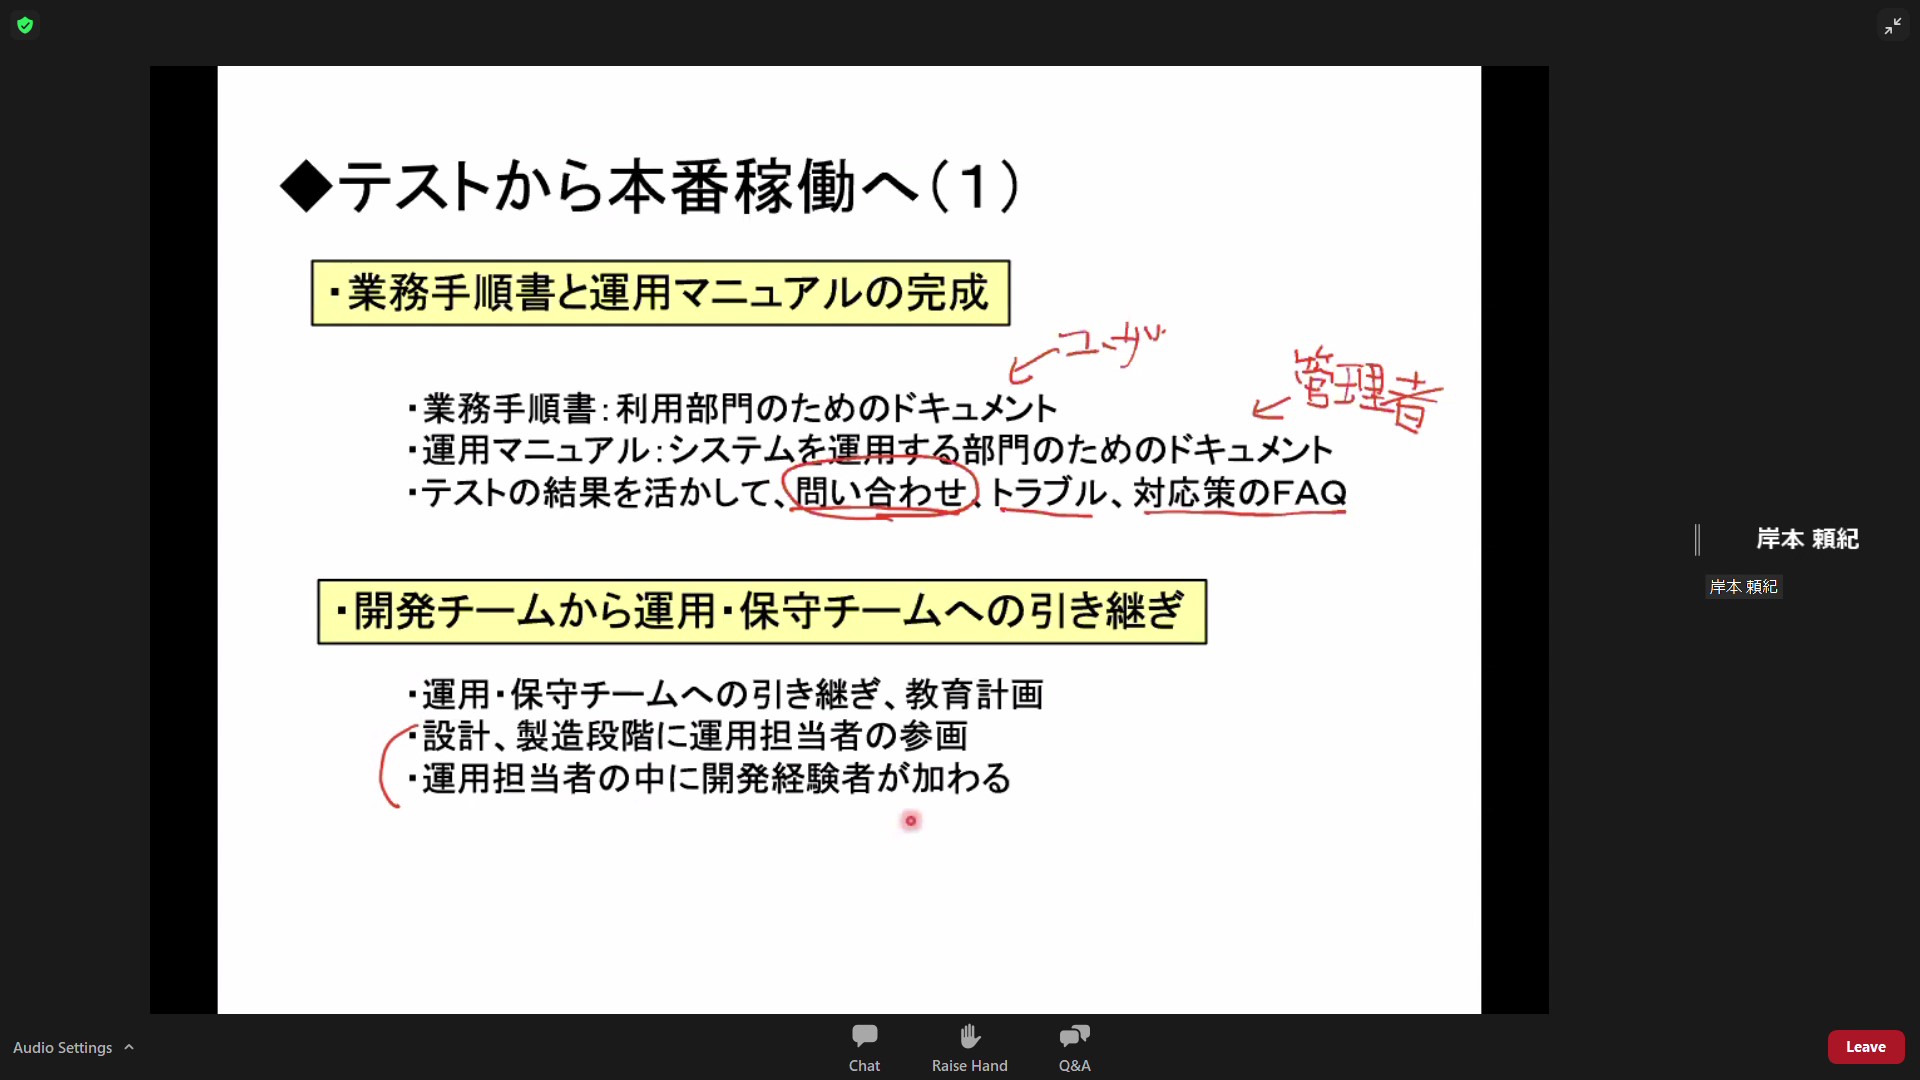 ◆テストから本番稼働へ（１）
・業務手順書と運用マニュアルの完成
ユーザ
管理者
・業務手順書：利用部門のためのドキュメント
・運用マニュアル：システムを運用する部門のためのドキュメント
・テストの結果を活かして、問い合わせ、トラブル、対応策のFAQ
・開発チームから運用・保守チームへの引き継ぎ
・運用・保守チームへの引き継ぎ、教育計画
・設計、製造段階に運用担当者の参画
・運用担当者の中に開発経験者が加わる
岸本 頼紀
岸本 頼紀
Audio Settings
Chat
Raise Hand
Q&A
Leave